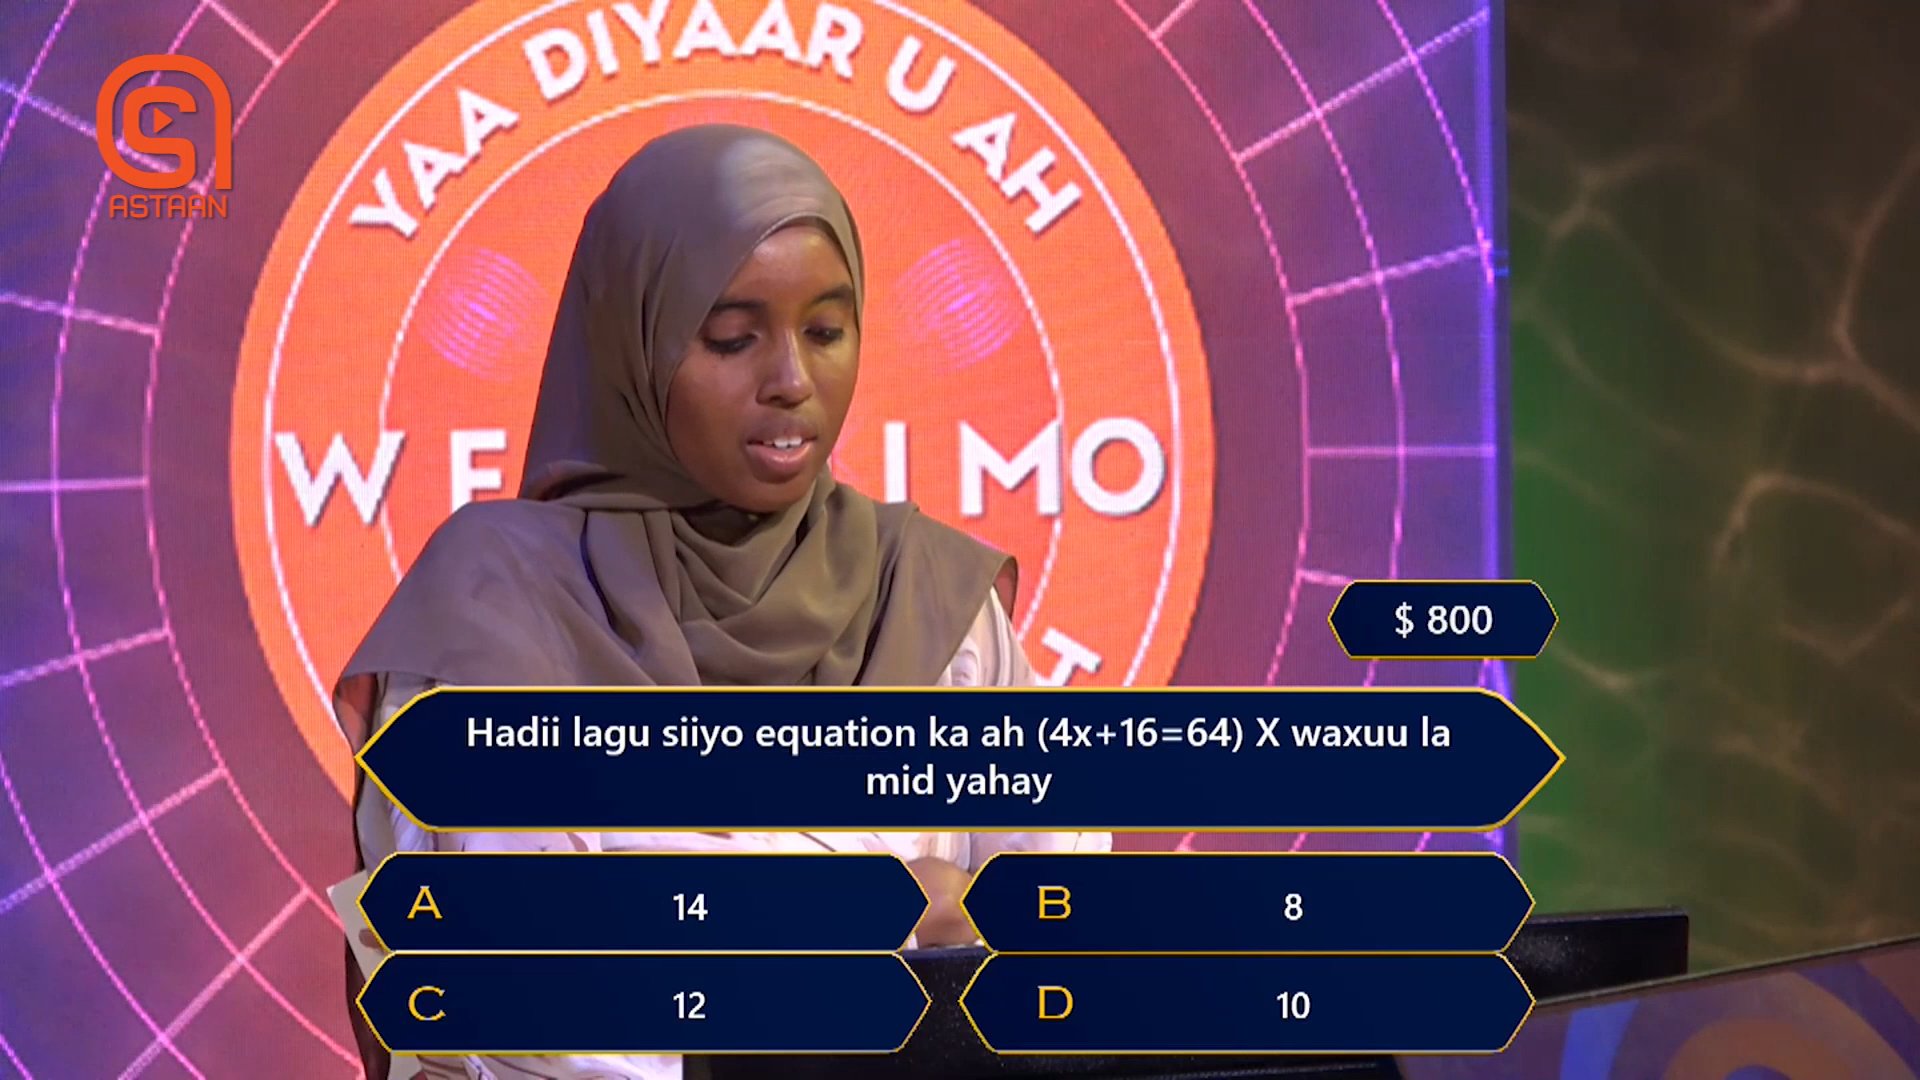 YAA DIYAAR U AH
ASTAAN
MO
$ 800
Hadii lagu siiyo equation ka ah (4x+16=64) X waxuu la
mid yahay
A 14
B 8
C 12
D 10